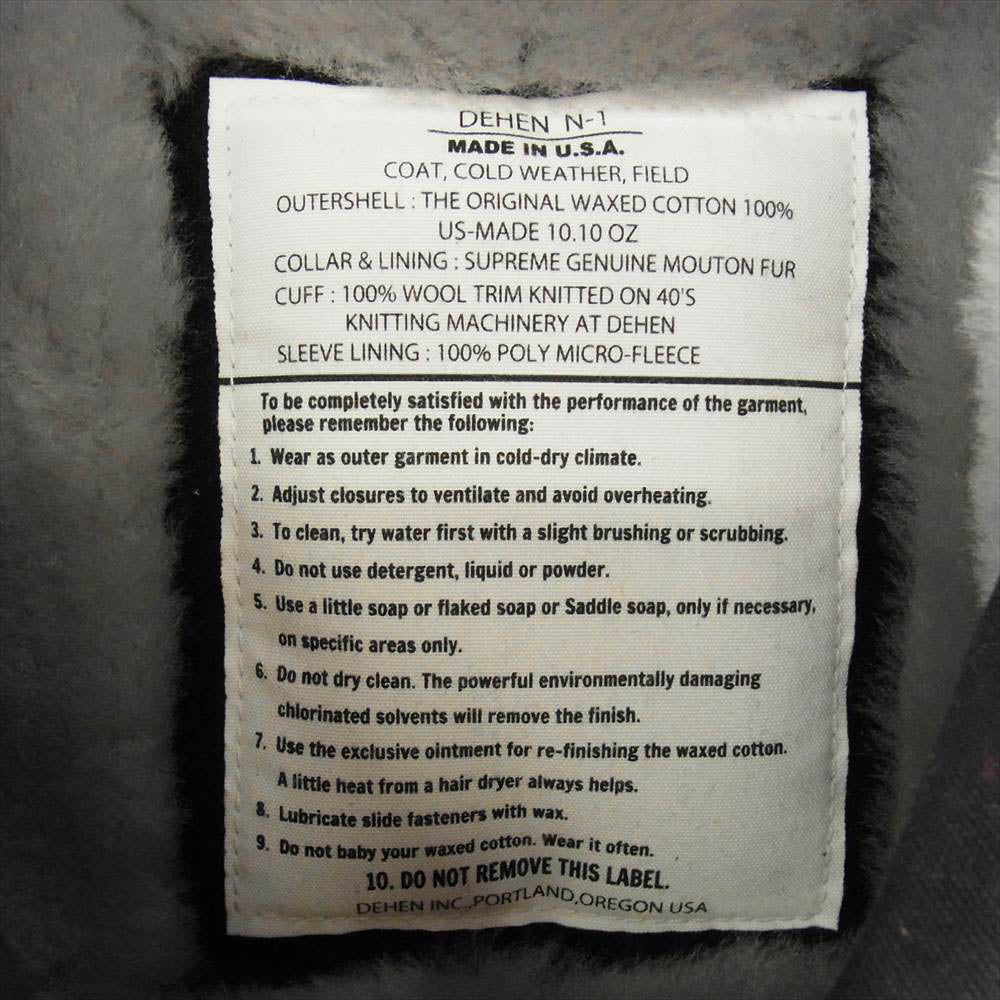 DEHEN N-1
MADE IN U.S.A.
COAT, COLD WEATHER, FIELD
OUTERSHELL : THE ORIGINAL WAXED COTTON 100%
US-MADE 10.10 OZ
COLLAR & LINING : SUPREME GENUINE MOUTON FUR
CUFF : 100% WOOL TRIM KNITTED ON 40'S
KNITTING MACHINERY AT DEHEN
SLEEVE LINING : 100% POLY MICRO-FLEECE
To be completely satisfied with the performance of the garment,
please remember the following:
1. Wear as outer garment in cold-dry climate.
2. Adjust closures to ventilate and avoid overheating.
3. To clean, try water first with a slight brushing or scrubbing.
4. Do not use detergent, liquid or powder.
5. Use a little soap or flaked soap or Saddle soap, only if necessary,
on specific areas only.
6. Do not dry clean. The powerful environmentally damaging
chlorinated solvents will remove the finish.
7. Use the exclusive ointment for re-finishing the waxed cotton.
A little heat from a hair dryer always helps.
8. Lubricate slide fasteners with wax.
9. Do not baby your waxed cotton. Wear it often.
10. DO NOT REMOVE THIS LABEL.
DEHEN INC.,PORTLAND,OREGON USA